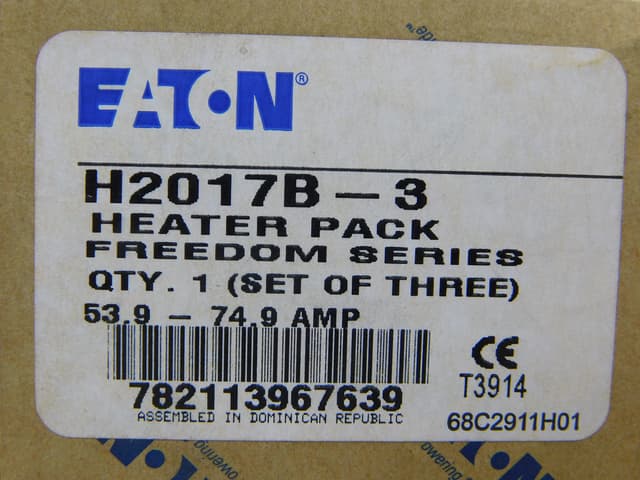 EATON®
H2017B - 3
HEATER PACK
FREEDOM SERIES
QTY. 1 (SET OF THREE)
53.9 - 74.9 AMP
782113967639
ASSEMBLED IN DOMINICAN REPUBLIC
CE
T3914
68C2911H01
owering